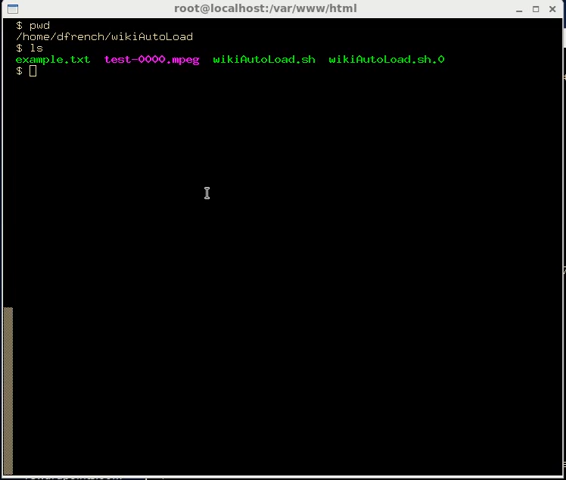 root@localhost:/var/www/html
$ pwd
/home/dfrench/wikiAutoLoad
$ ls
example.txt  test-0000.mpeg  wikiAutoLoad.sh  wikiAutoLoad.sh.0
$